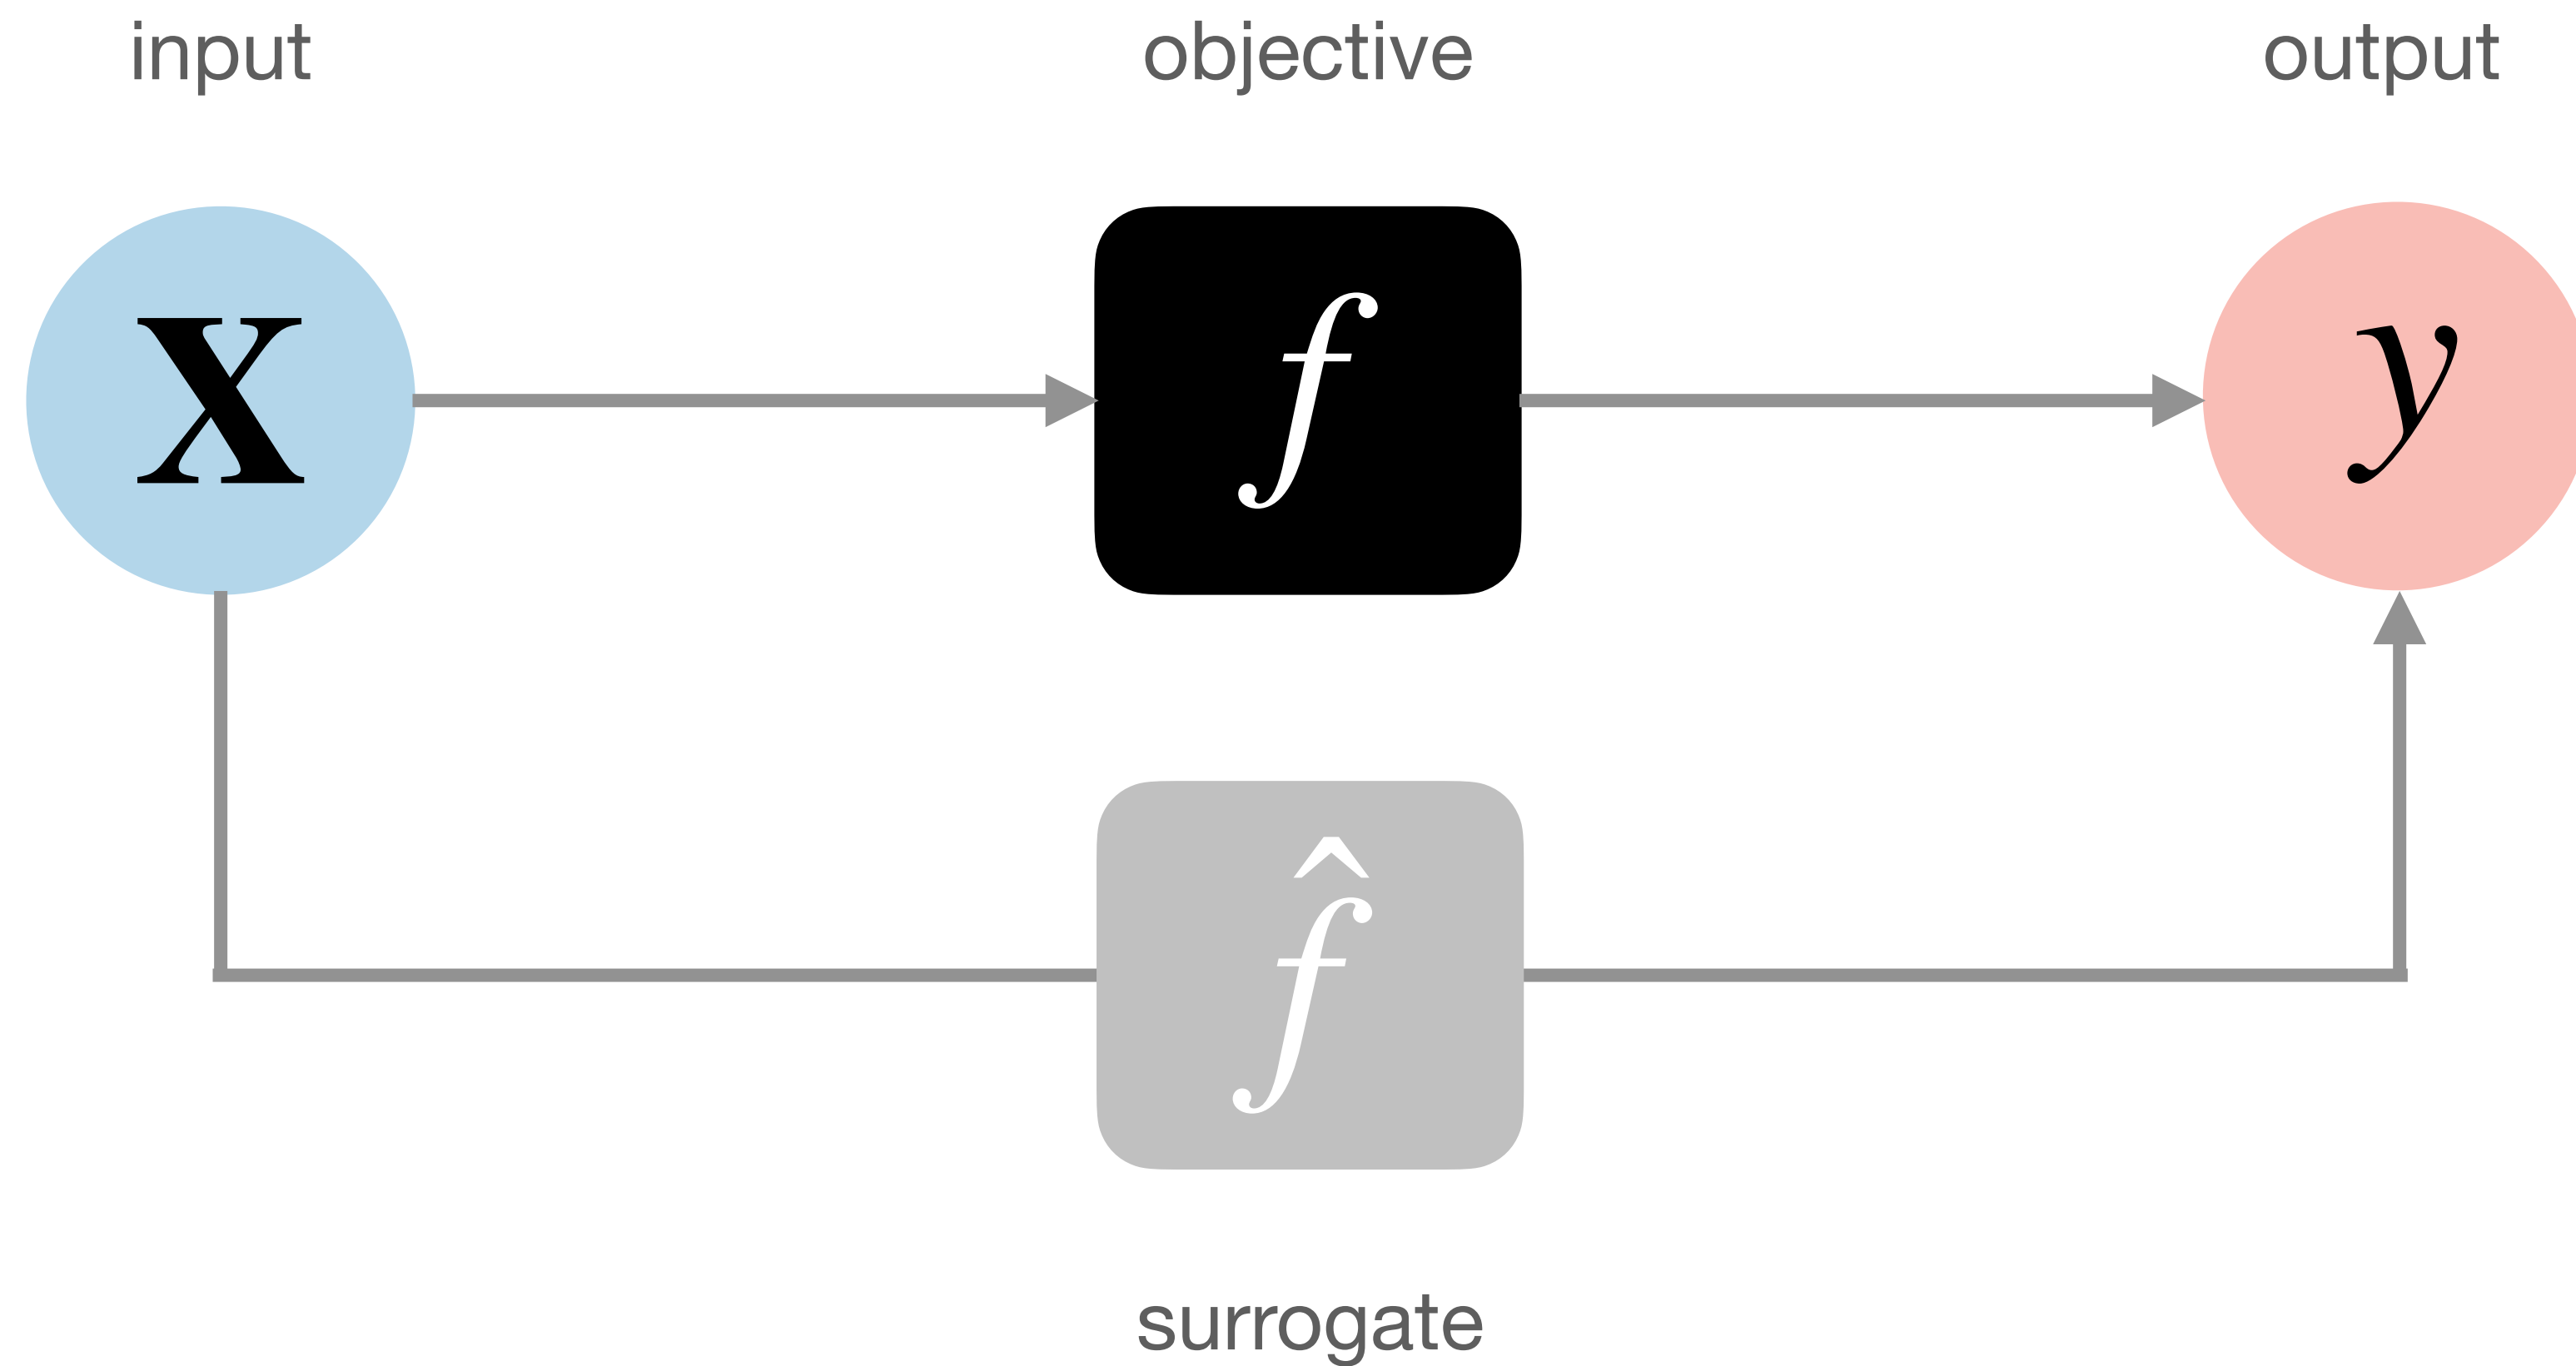 input
objective
output
x
f
y
f̂
surrogate